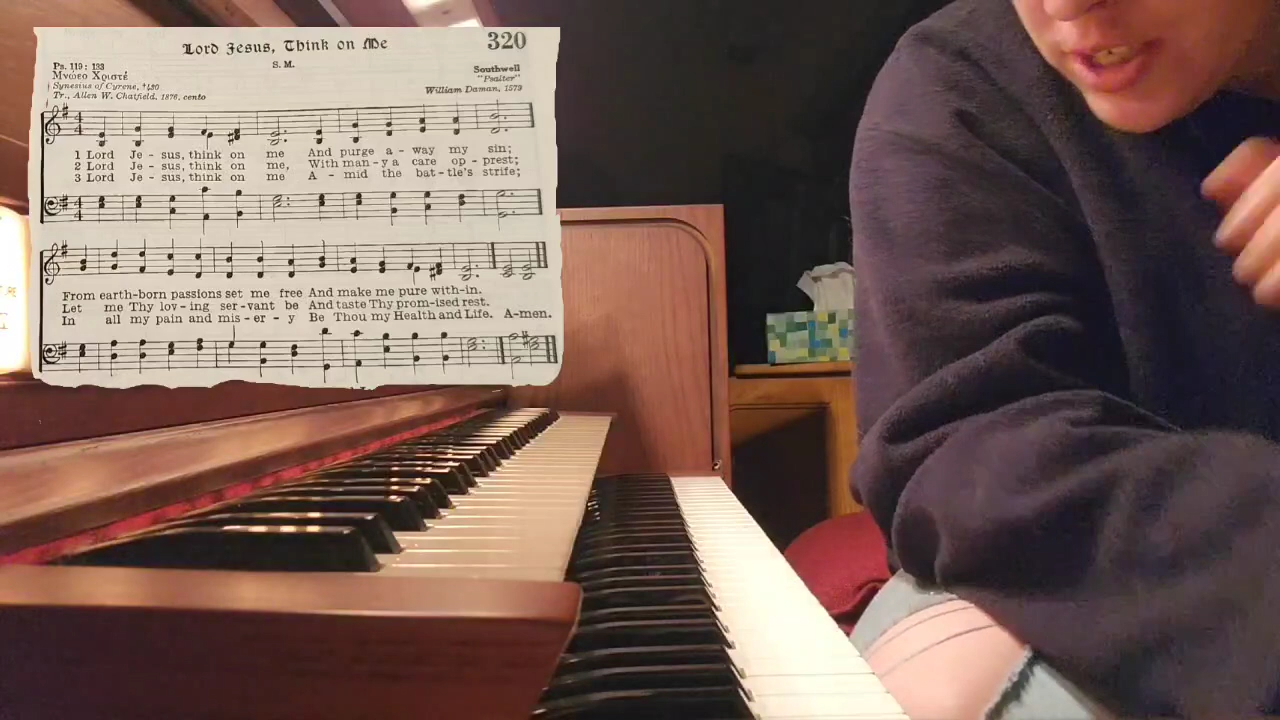 Lord Jesus, Think on Me
320
Ps. 119: 133
S. M.
Southwell
Μνώεο Χριστέ
"Psalter"
Synesius of Cyrene, †430
William Daman, 1579
Tr., Allen W. Chatfield, 1876, cento
1 Lord Je - sus, think on me And purge a - way my sin;
2 Lord Je - sus, think on me, With man - y a care op - prest;
3 Lord Je - sus, think on me A - mid the bat - tle's strife;
From earth-born passions set me free And make me pure with-in.
Let me Thy lov - ing ser - vant be And taste Thy prom-ised rest.
In all my pain and mis - er - y Be Thou my Health and Life. A-men.